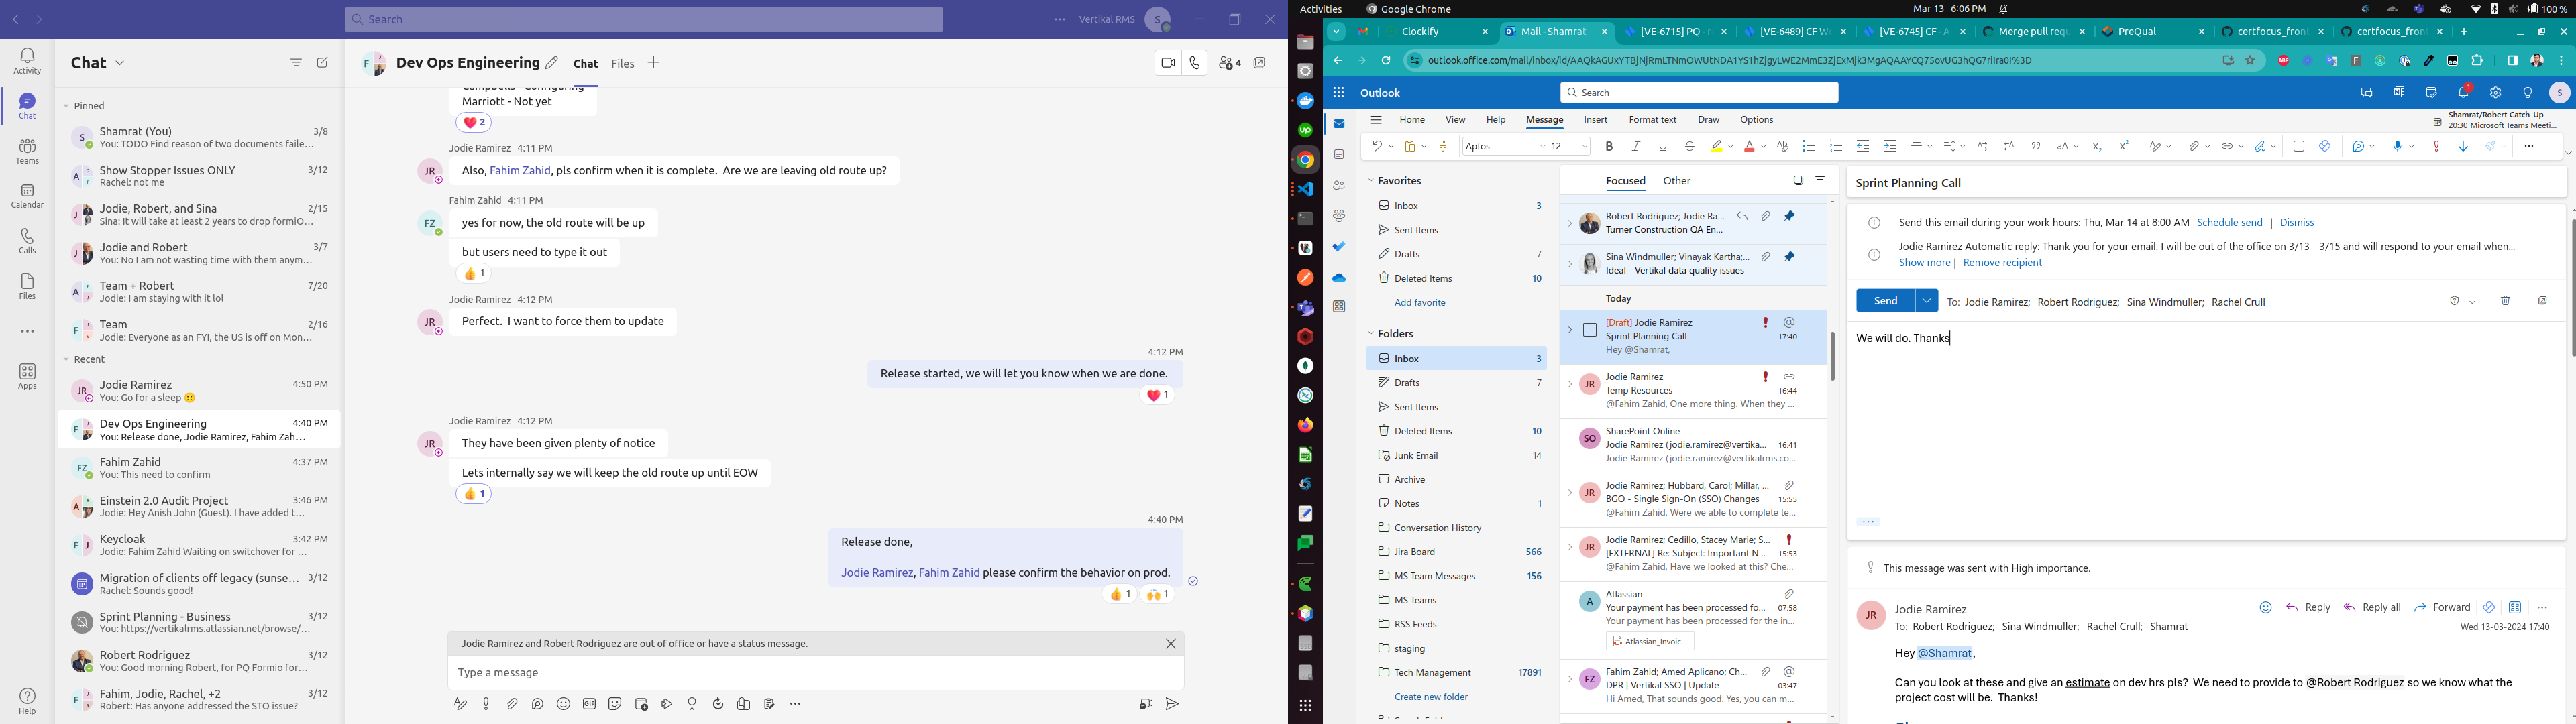 Search
Vertikal RMS
S
Activity
Chat
Teams
Calendar
Calls
Files
Apps
Help
Chat
Pinned
Shamrat (You) 3/8
You: TODO Find reason of two documents faile...
Show Stopper Issues ONLY 3/12
Rachel: not me
Jodie, Robert, and Sina 2/15
Sina: It will take at least 2 years to drop formiO...
Jodie and Robert 3/7
You: No I am not wasting time with them anym...
Team + Robert 7/20
Jodie: I am staying with it lol
Team 2/16
Jodie: Everyone as an FYI, the US is off on Mon...
Recent
Jodie Ramirez 4:50 PM
You: Go for a sleep 🙂
Dev Ops Engineering 4:40 PM
You: Release done, Jodie Ramirez, Fahim Zah...
Fahim Zahid 4:37 PM
You: This need to confirm
Einstein 2.0 Audit Project 3:46 PM
Jodie: Hey Anish John (Guest). I have added t...
Keycloak 3:42 PM
Jodie: Fahim Zahid Waiting on switchover for ...
Migration of clients off legacy (sunse... 3/12
Rachel: Sounds good!
Sprint Planning - Business 3/12
You: https://vertikalrms.atlassian.net/browse/...
Robert Rodriguez 3/12
You: Good morning Robert, for PQ Formio for...
Fahim, Jodie, Rachel, +2 3/12
Robert: Has anyone addressed the STO issue?
Dev Ops Engineering
Chat Files
4
Campbells - Configuring
Marriott - Not yet
❤️ 2
Jodie Ramirez 4:11 PM
Also, Fahim Zahid, pls confirm when it is complete. Are we are leaving old route up?
Fahim Zahid 4:11 PM
yes for now, the old route will be up
but users need to type it out
👍 1
Jodie Ramirez 4:12 PM
Perfect. I want to force them to update
4:12 PM
Release started, we will let you know when we are done.
❤️ 1
Jodie Ramirez 4:12 PM
They have been given plenty of notice
Lets internally say we will keep the old route up until EOW
👍 1
4:40 PM
Release done,
Jodie Ramirez, Fahim Zahid please confirm the behavior on prod.
👍 1 🙌 1
Jodie Ramirez and Robert Rodriguez are out of office or have a status message.
Type a message
Activities Google Chrome
Mar 13 6:06 PM
100 %
Clockify
Mail - Shamrat
[VE-6715] PQ -
[VE-6489] CF W
[VE-6745] CF - A
Merge pull requ
PreQual
certfocus_front
certfocus_front
outlook.office.com/mail/inbox/id/AAQkAGUxYTBjNjRmLTNmOWUtNDA1YS1hZjgyLWE2MmE3ZjExMjk3MgAQAAYCQ7SovUG3hQG7riIra0I%3D
Outlook
Search
Home View Help Message Insert Format text Draw Options
Shamrat/Robert Catch-Up
20:30 Microsoft Teams Meeti...
Aptos 12
Favorites
Inbox 3
Sent Items
Drafts 7
Deleted Items 10
Add favorite
Folders
Inbox 3
Drafts 7
Sent Items
Deleted Items 10
Junk Email 14
Archive
Notes 1
Conversation History
Jira Board 566
MS Team Messages 156
MS Teams
RSS Feeds
staging
Tech Management 17891
Create new folder
Focused Other
Robert Rodriguez; Jodie Ra...
Turner Construction QA En...
Sina Windmuller; Vinayak Kartha;...
Ideal - Vertikal data quality issues
Today
[Draft] Jodie Ramirez
Sprint Planning Call 17:40
Hey @Shamrat,
Jodie Ramirez
Temp Resources 16:44
@Fahim Zahid, One more thing. When they ...
SharePoint Online
Jodie Ramirez (jodie.ramirez@vertika... 16:41
Jodie Ramirez (jodie.ramirez@vertikalrms.co...
Jodie Ramirez; Hubbard, Carol; Millar, ...
BGO - Single Sign-On (SSO) Changes 15:55
@Fahim Zahid, Were we able to complete te...
Jodie Ramirez; Cedillo, Stacey Marie; S...
[EXTERNAL] Re: Subject: Important N... 15:53
@Fahim Zahid, Have we looked at this? Che...
Atlassian
Your payment has been processed fo... 07:58
Your payment has been processed for the in...
Atlassian_Invoic...
Fahim Zahid; Amed Aplicano; Ch...
DPR | Vertikal SSO | Update 03:47
Hi Amed, That sounds good. Yes, you can m...
Sprint Planning Call
Send this email during your work hours: Thu, Mar 14 at 8:00 AM Schedule send | Dismiss
Jodie Ramirez Automatic reply: Thank you for your email. I will be out of the office on 3/13 - 3/15 and will respond to your email when...
Show more | Remove recipient
Send
To: Jodie Ramirez; Robert Rodriguez; Sina Windmuller; Rachel Crull
We will do. Thanks
This message was sent with High importance.
Jodie Ramirez
Reply Reply all Forward
To: Robert Rodriguez; Sina Windmuller; Rachel Crull; Shamrat
Wed 13-03-2024 17:40
Hey @Shamrat,
Can you look at these and give an estimate on dev hrs pls? We need to provide to @Robert Rodriguez so we know what the
project cost will be. Thanks!